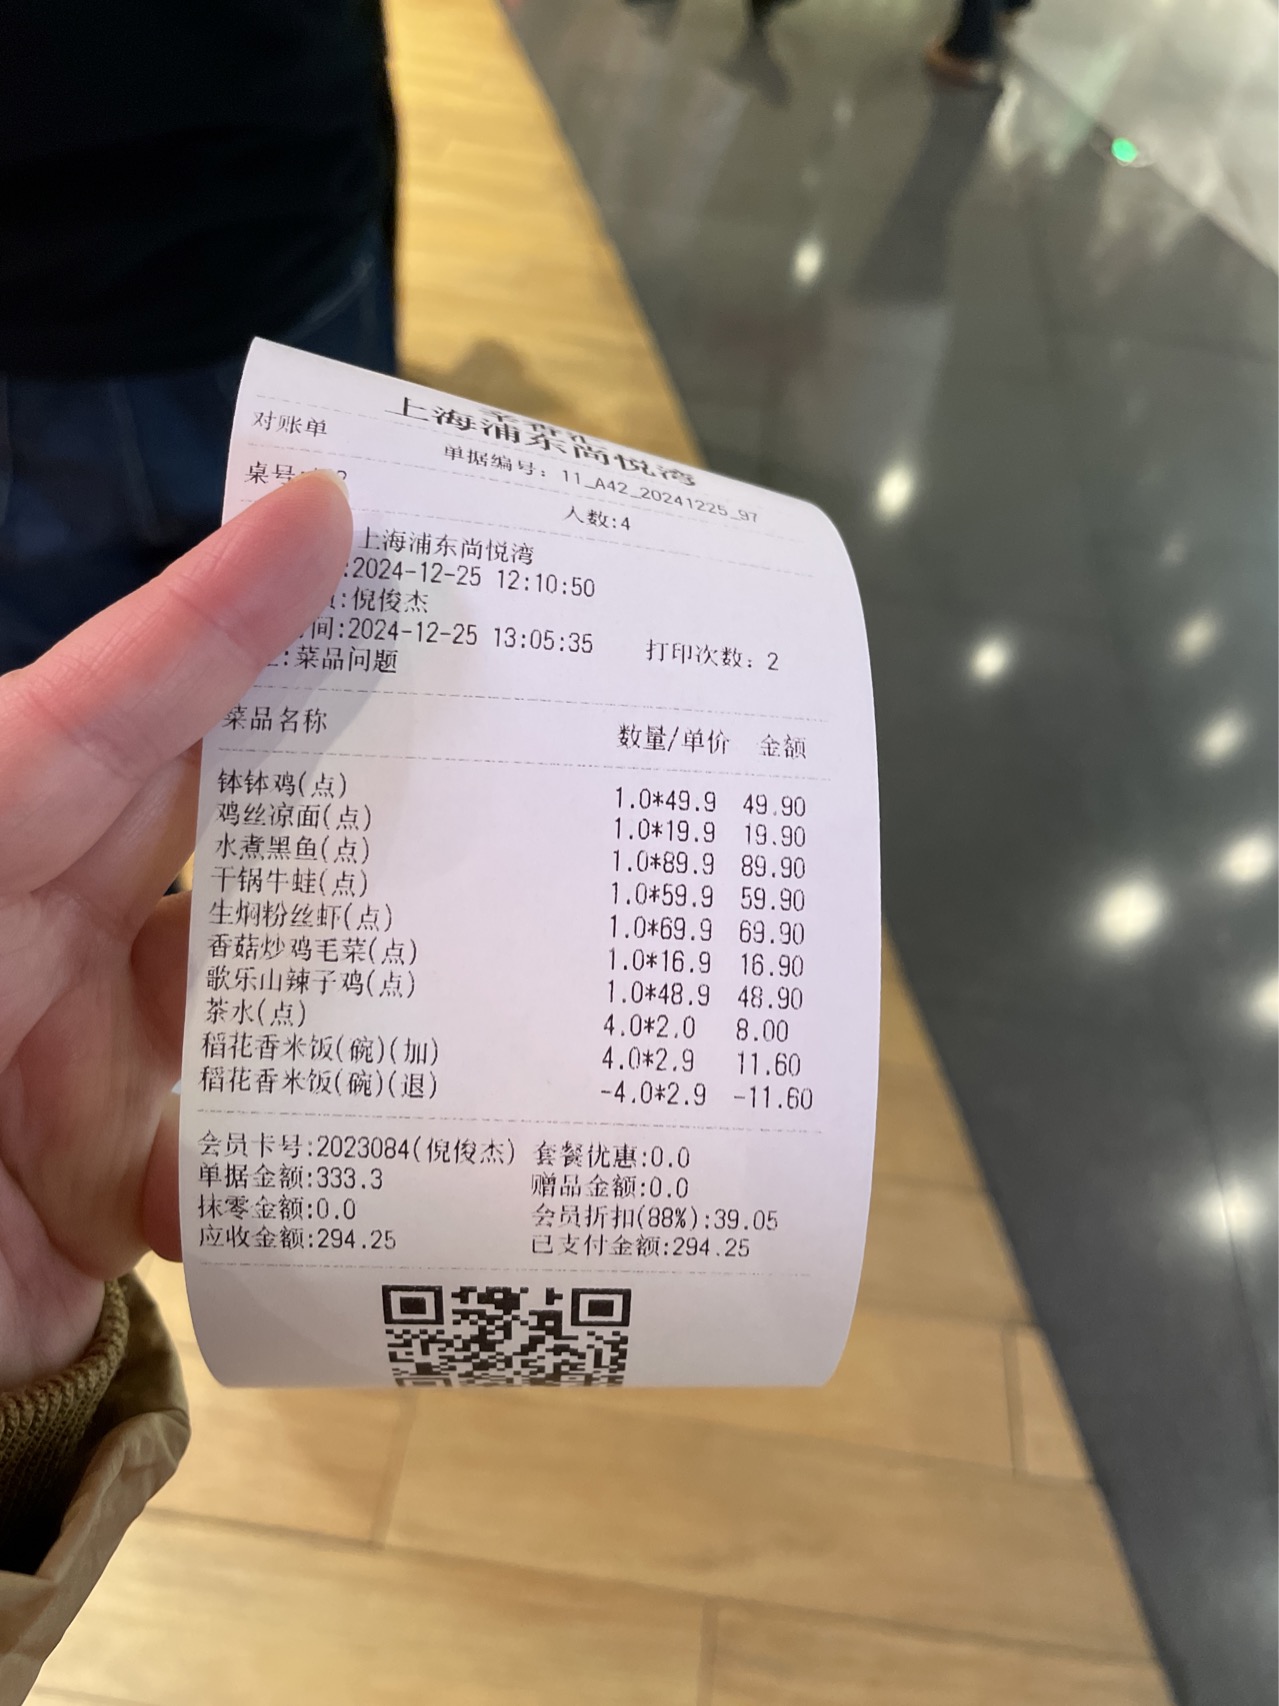 上海浦东尚悦湾
对账单
单据编号: 11_A42_20241225_97
桌号
人数:4
上海浦东尚悦湾
:2024-12-25 12:10:50
:倪俊杰
间:2024-12-25 13:05:35 打印次数: 2
:菜品问题
菜品名称 数量/单价 金额
钵钵鸡(点) 1.0*49.9 49.90
鸡丝凉面(点) 1.0*19.9 19.90
水煮黑鱼(点) 1.0*89.9 89.90
干锅牛蛙(点) 1.0*59.9 59.90
生焖粉丝虾(点) 1.0*69.9 69.90
香菇炒鸡毛菜(点) 1.0*16.9 16.90
歌乐山辣子鸡(点) 1.0*48.9 48.90
茶水(点) 4.0*2.0 8.00
稻花香米饭(碗)(加) 4.0*2.9 11.60
稻花香米饭(碗)(退) -4.0*2.9 -11.60
会员卡号:2023084(倪俊杰) 套餐优惠:0.0
单据金额:333.3 赠品金额:0.0
抹零金额:0.0 会员折扣(88%):39.05
应收金额:294.25 已支付金额:294.25